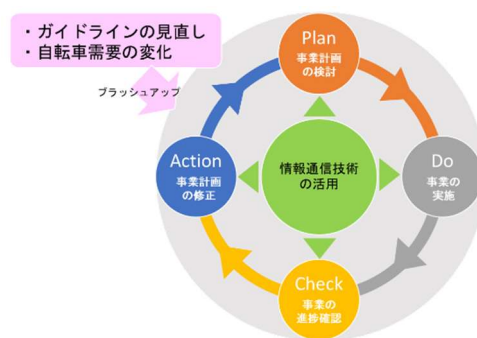 ・ガイドラインの見直し
・自転車需要の変化
ブラッシュアップ
Plan
事業計画
の検討
Action
事業計画
の修正
情報通信技術
の活用
Do
事業の
実施
Check
事業の
進捗確認